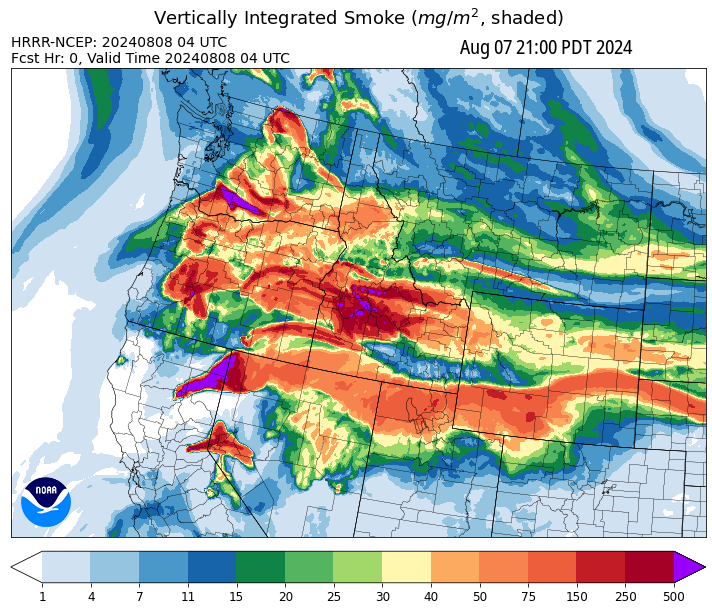 Vertically Integrated Smoke (mg/m², shaded)
HRRR-NCEP: 20240808 04 UTC
Aug 07 21:00 PDT 2024
Fcst Hr: 0, Valid Time 20240808 04 UTC
NOAA
1 4 7 11 15 20 25 30 40 50 75 150 250 500